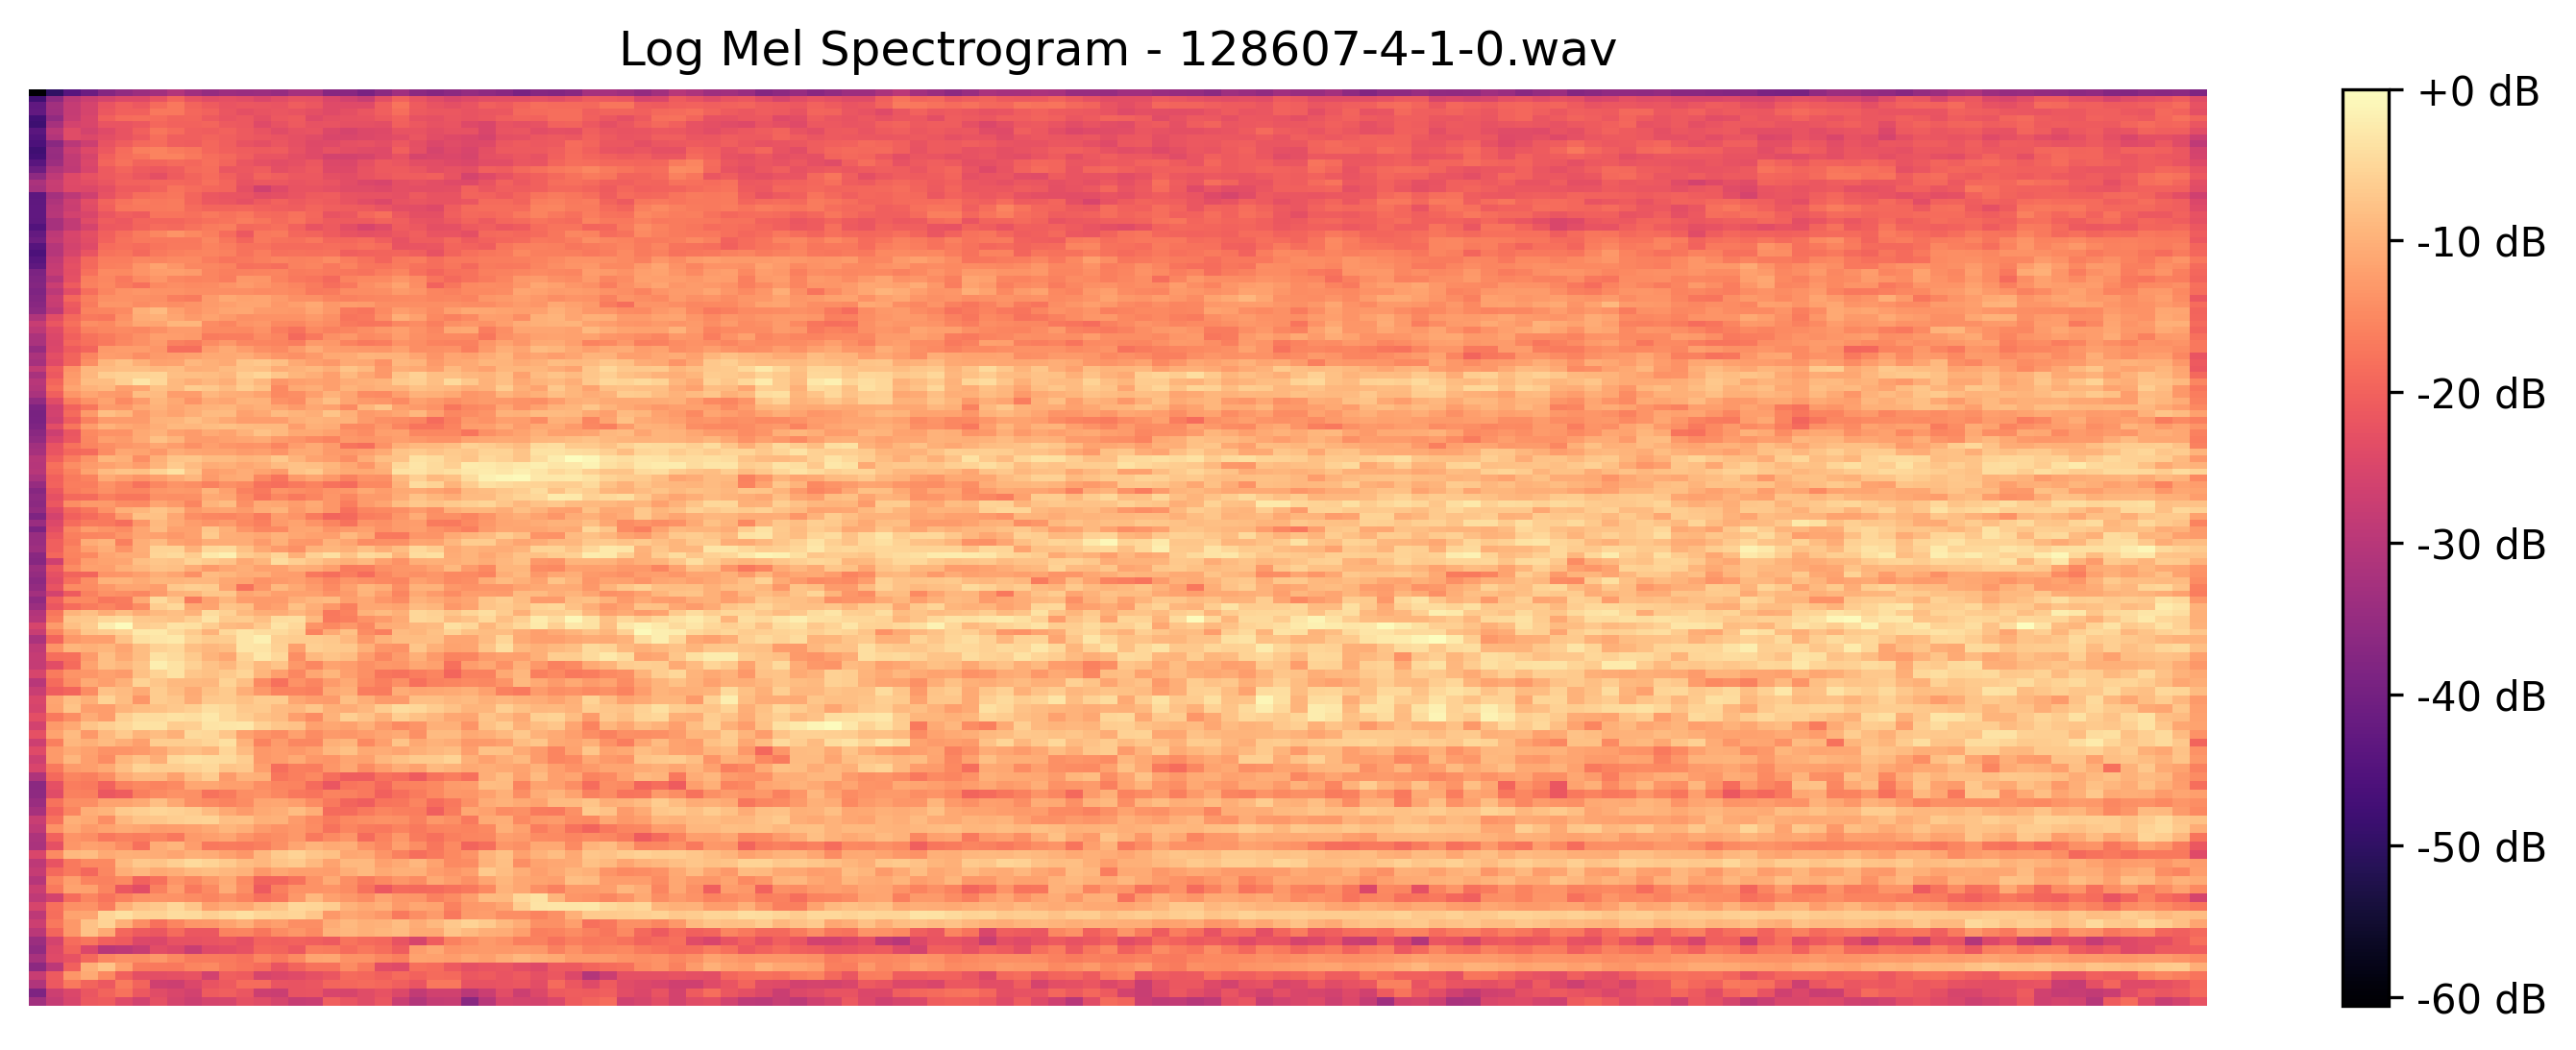 Log Mel Spectrogram - 128607-4-1-0.wav
+0 dB
-10 dB
-20 dB
-30 dB
-40 dB
-50 dB
-60 dB